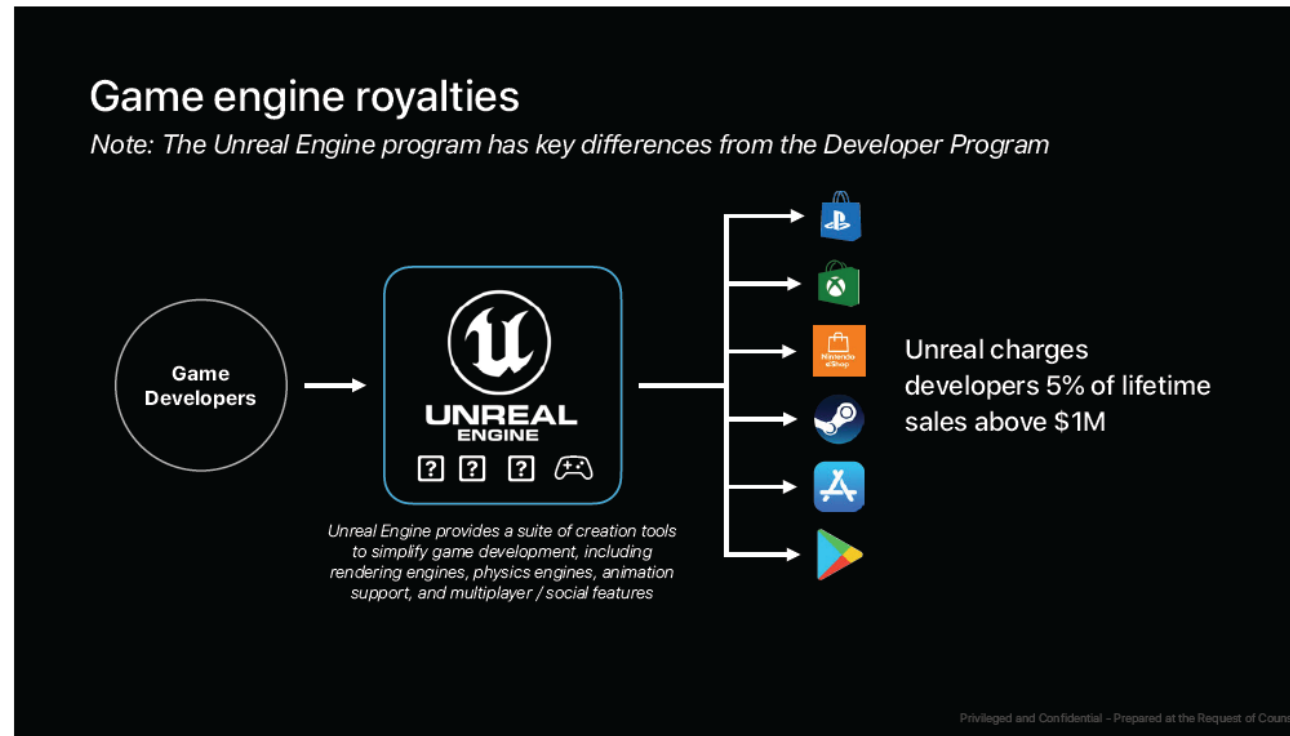 Game engine royalties
Note: The Unreal Engine program has key differences from the Developer Program
Game
Developers
UNREAL
ENGINE
? ? ?
Unreal Engine provides a suite of creation tools
to simplify game development, including
rendering engines, physics engines, animation
support, and multiplayer / social features
Nintendo
eShop
Unreal charges
developers 5% of lifetime
sales above $1M
Privileged and Confidential - Prepared at the Request of Couns